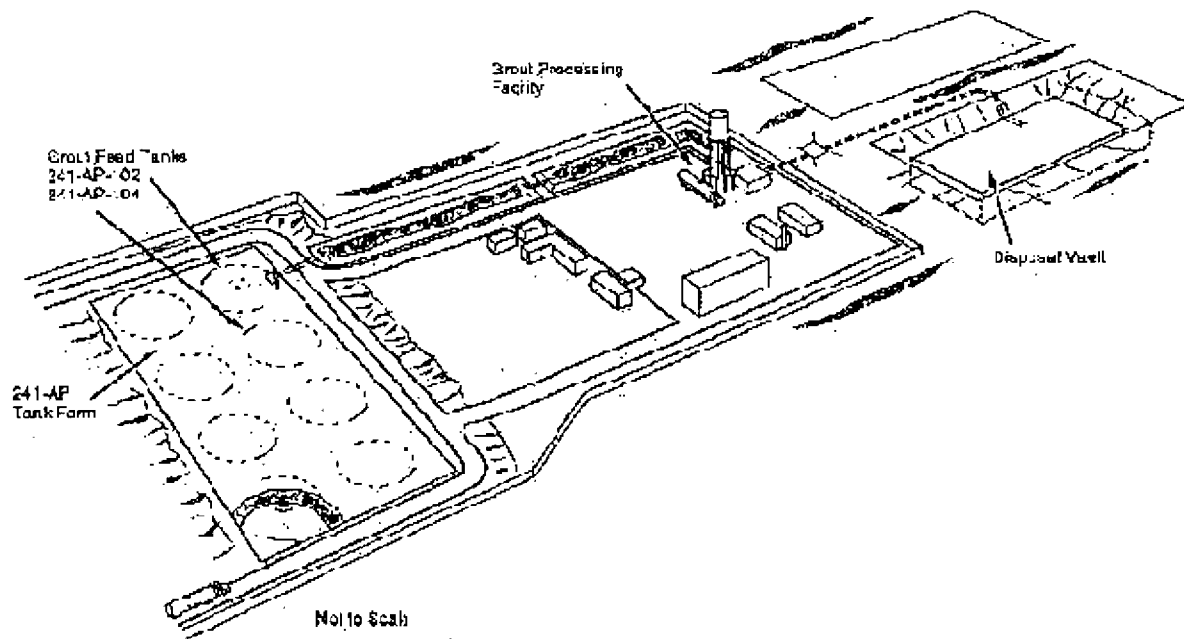 Grout Processing
Facility
Grout Feed Tanks
241-AP-102
241-AP-104
Disposal Vault
241-AP
Tank Farm
Not to Scale